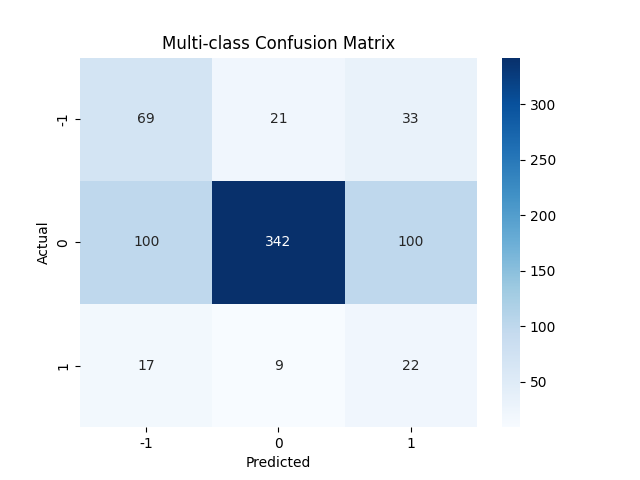 Multi-class Confusion Matrix
Actual
-1 69 21 33
0 100 342 100
1 17 9 22
-1 0 1
Predicted
300
250
200
150
100
50